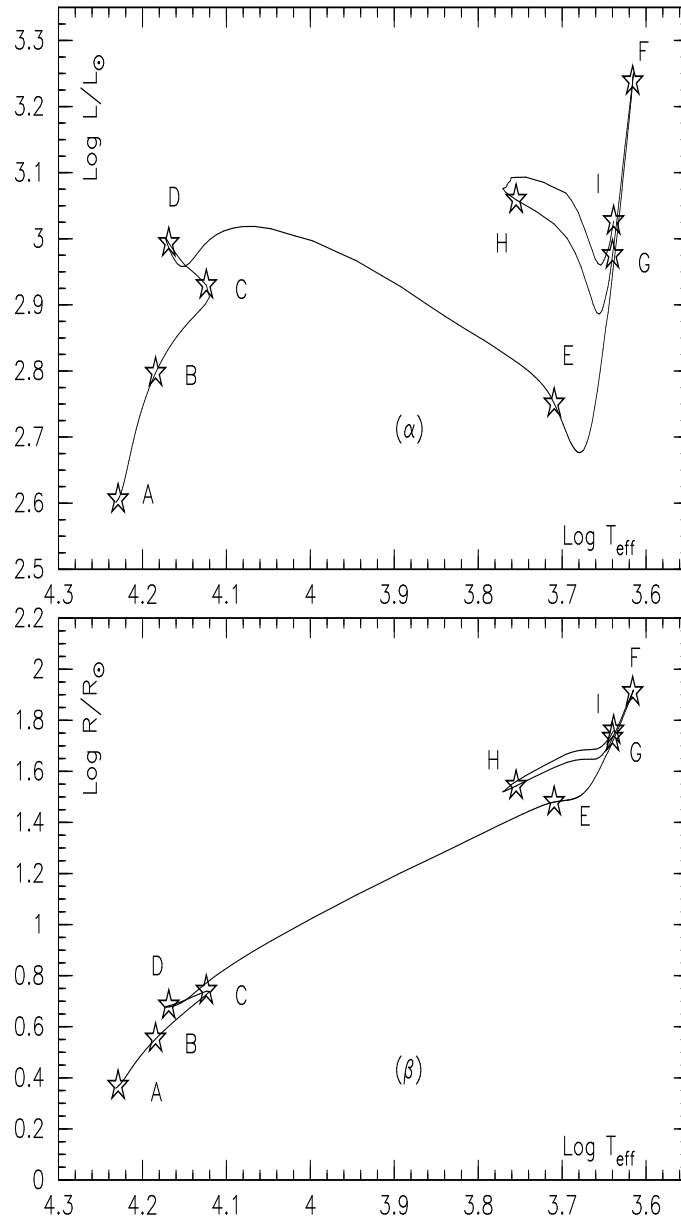 3.3
Log L/L⊙
F
3.2
3.1
I
D
3
H
G
C
2.9
E
B
2.8
(α)
2.7
A
2.6
Log Teff
2.5
4.3 4.2 4.1 4 3.9 3.8 3.7 3.6
2.2
Log R/R⊙
2
F
1.8
I
G
H
1.6
1.4
E
1.2
1
D
0.8
C
0.6
B
(β)
0.4
A
0.2
Log Teff
0
4.3 4.2 4.1 4 3.9 3.8 3.7 3.6